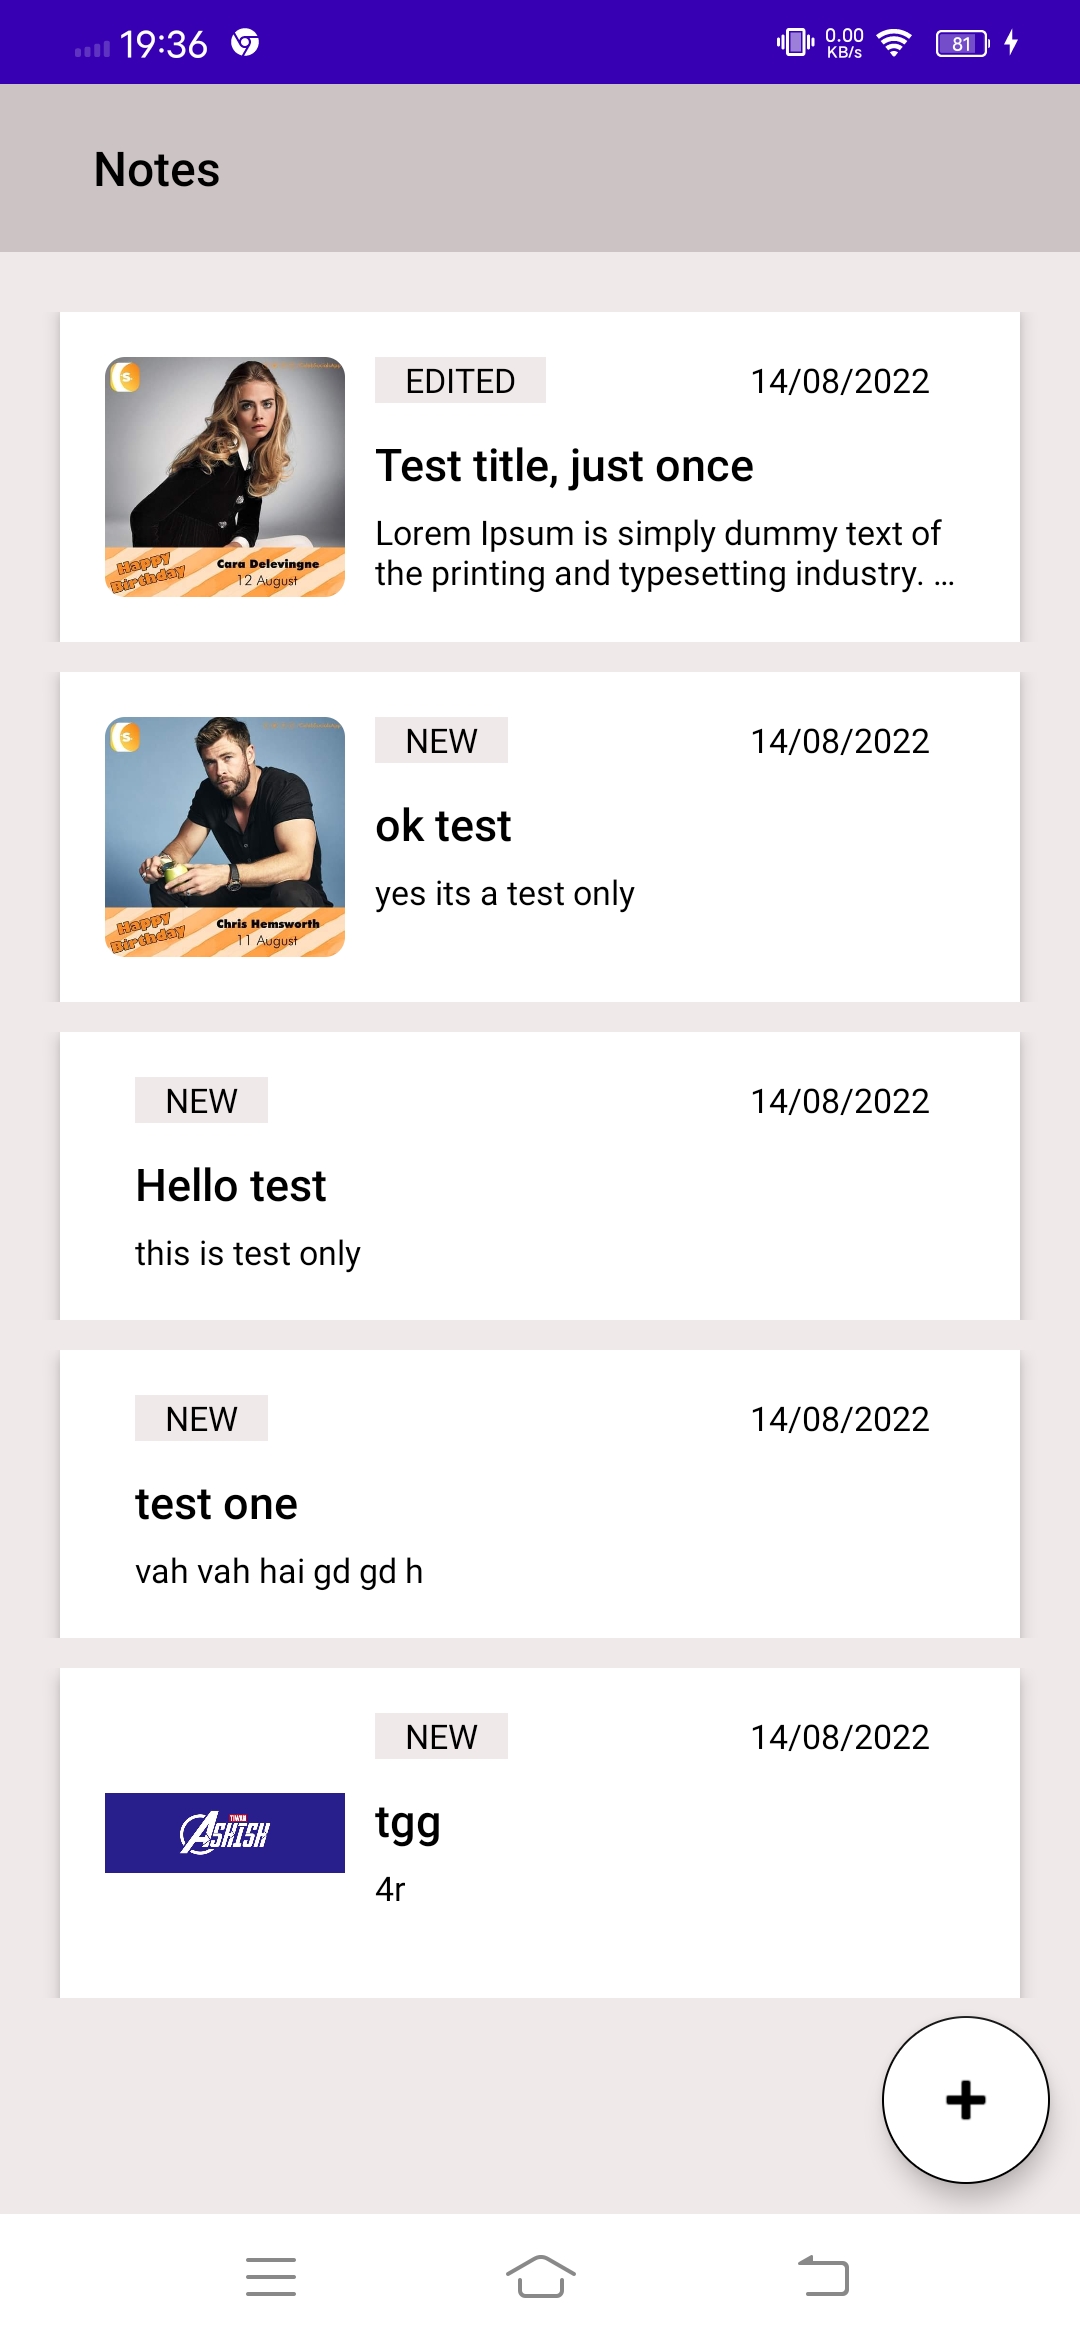 19:36
0.00
KB/s
81
Notes
EDITED
14/08/2022
Test title, just once
Lorem Ipsum is simply dummy text of
the printing and typesetting industry. ...
S
Happy
Birthday
Cara Delevingne
12 August
NEW
14/08/2022
ok test
yes its a test only
S
Happy
Birthday
Chris Hemsworth
11 August
NEW
14/08/2022
Hello test
this is test only
NEW
14/08/2022
test one
vah vah hai gd gd h
NEW
14/08/2022
TIWARI
ASHISH
tgg
4r